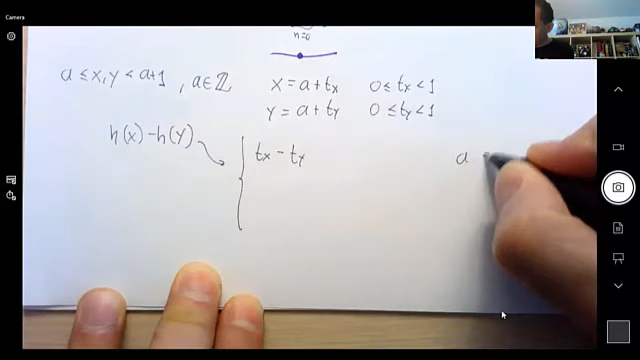 Camera
n=0
a ≤ x, y < a+1 , a ∈ ℤ x = a + tx 0 ≤ tx < 1
y = a + ty 0 ≤ ty < 1
h(x) - h(y) { tx - ty a